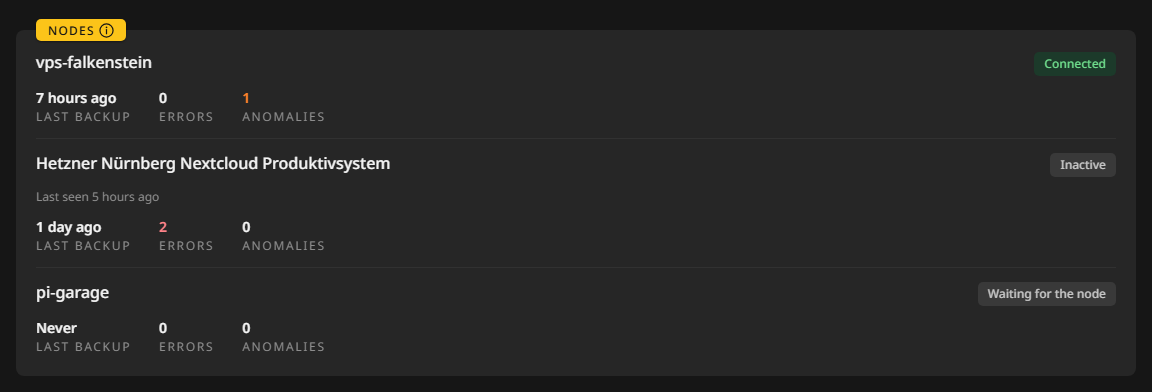 NODES
vps-falkenstein
Connected
7 hours ago 0 1
LAST BACKUP ERRORS ANOMALIES
Hetzner Nürnberg Nextcloud Produktivsystem
Inactive
Last seen 5 hours ago
1 day ago 2 0
LAST BACKUP ERRORS ANOMALIES
pi-garage
Waiting for the node
Never 0 0
LAST BACKUP ERRORS ANOMALIES